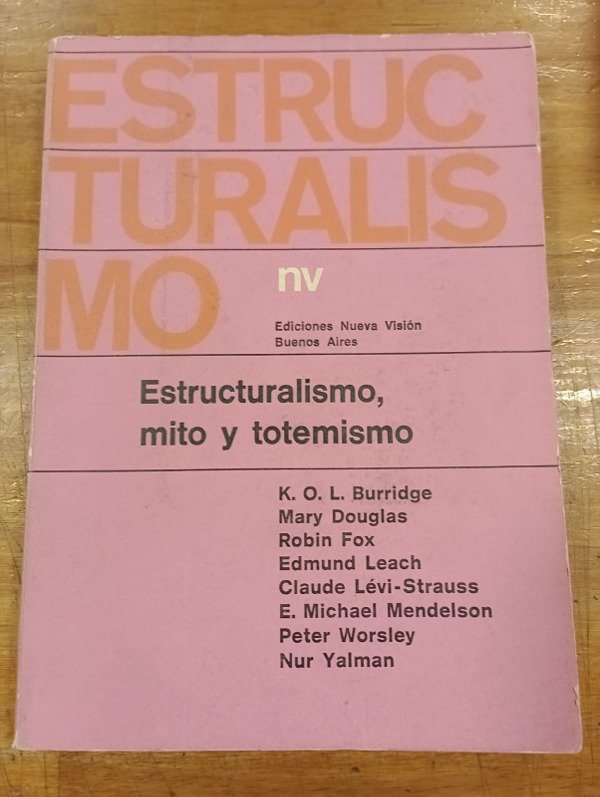 ESTRUC
TURALIS
MO
nv
Ediciones Nueva Visión
Buenos Aires
Estructuralismo,
mito y totemismo
K. O. L. Burridge
Mary Douglas
Robin Fox
Edmund Leach
Claude Lévi-Strauss
E. Michael Mendelson
Peter Worsley
Nur Yalman